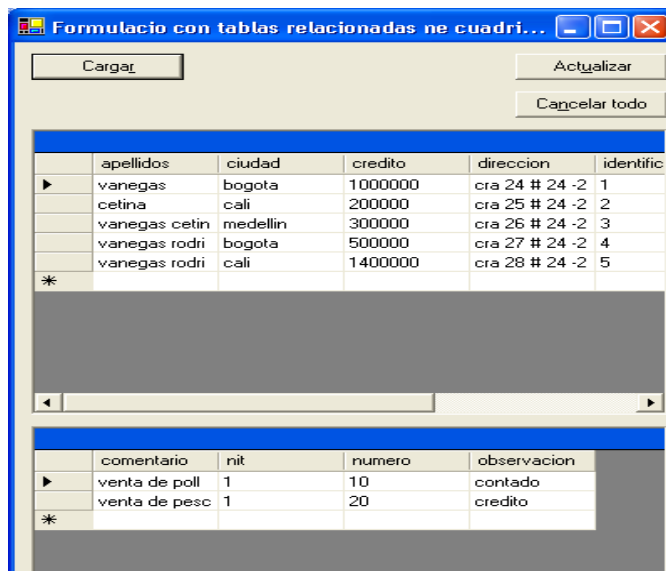 Formulacio con tablas relacionadas ne cuadri...
Cargar Actualizar
Cancelar todo
apellidos ciudad credito direccion identific
vanegas bogota 1000000 cra 24 # 24 -2 1
cetina cali 200000 cra 25 # 24 -2 2
vanegas cetin medellin 300000 cra 26 # 24 -2 3
vanegas rodri bogota 500000 cra 27 # 24 -2 4
vanegas rodri cali 1400000 cra 28 # 24 -2 5
comentario nit numero observacion
venta de poll 1 10 contado
venta de pesc 1 20 credito